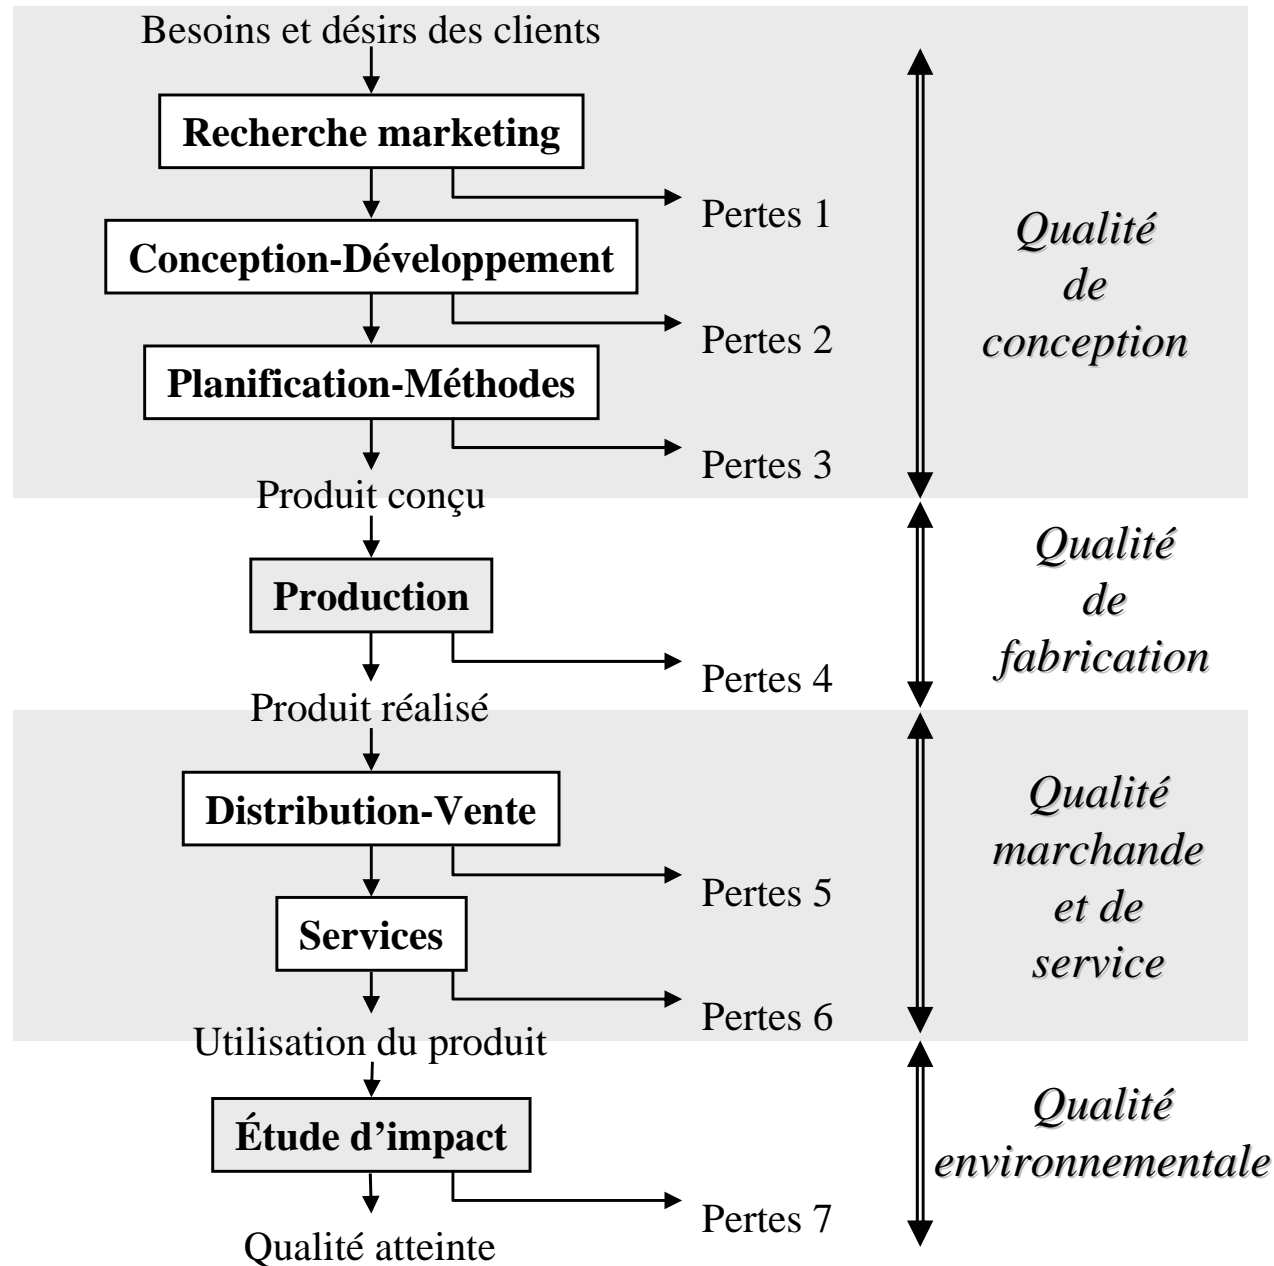 Besoins et désirs des clients
Recherche marketing
Pertes 1
Conception-Développement
Pertes 2
Planification-Méthodes
Pertes 3
Produit conçu
Qualité
de
conception
Production
Pertes 4
Produit réalisé
Qualité
de
fabrication
Distribution-Vente
Pertes 5
Services
Pertes 6
Utilisation du produit
Qualité
marchande
et de
service
Étude d’impact
Pertes 7
Qualité atteinte
Qualité
environnementale